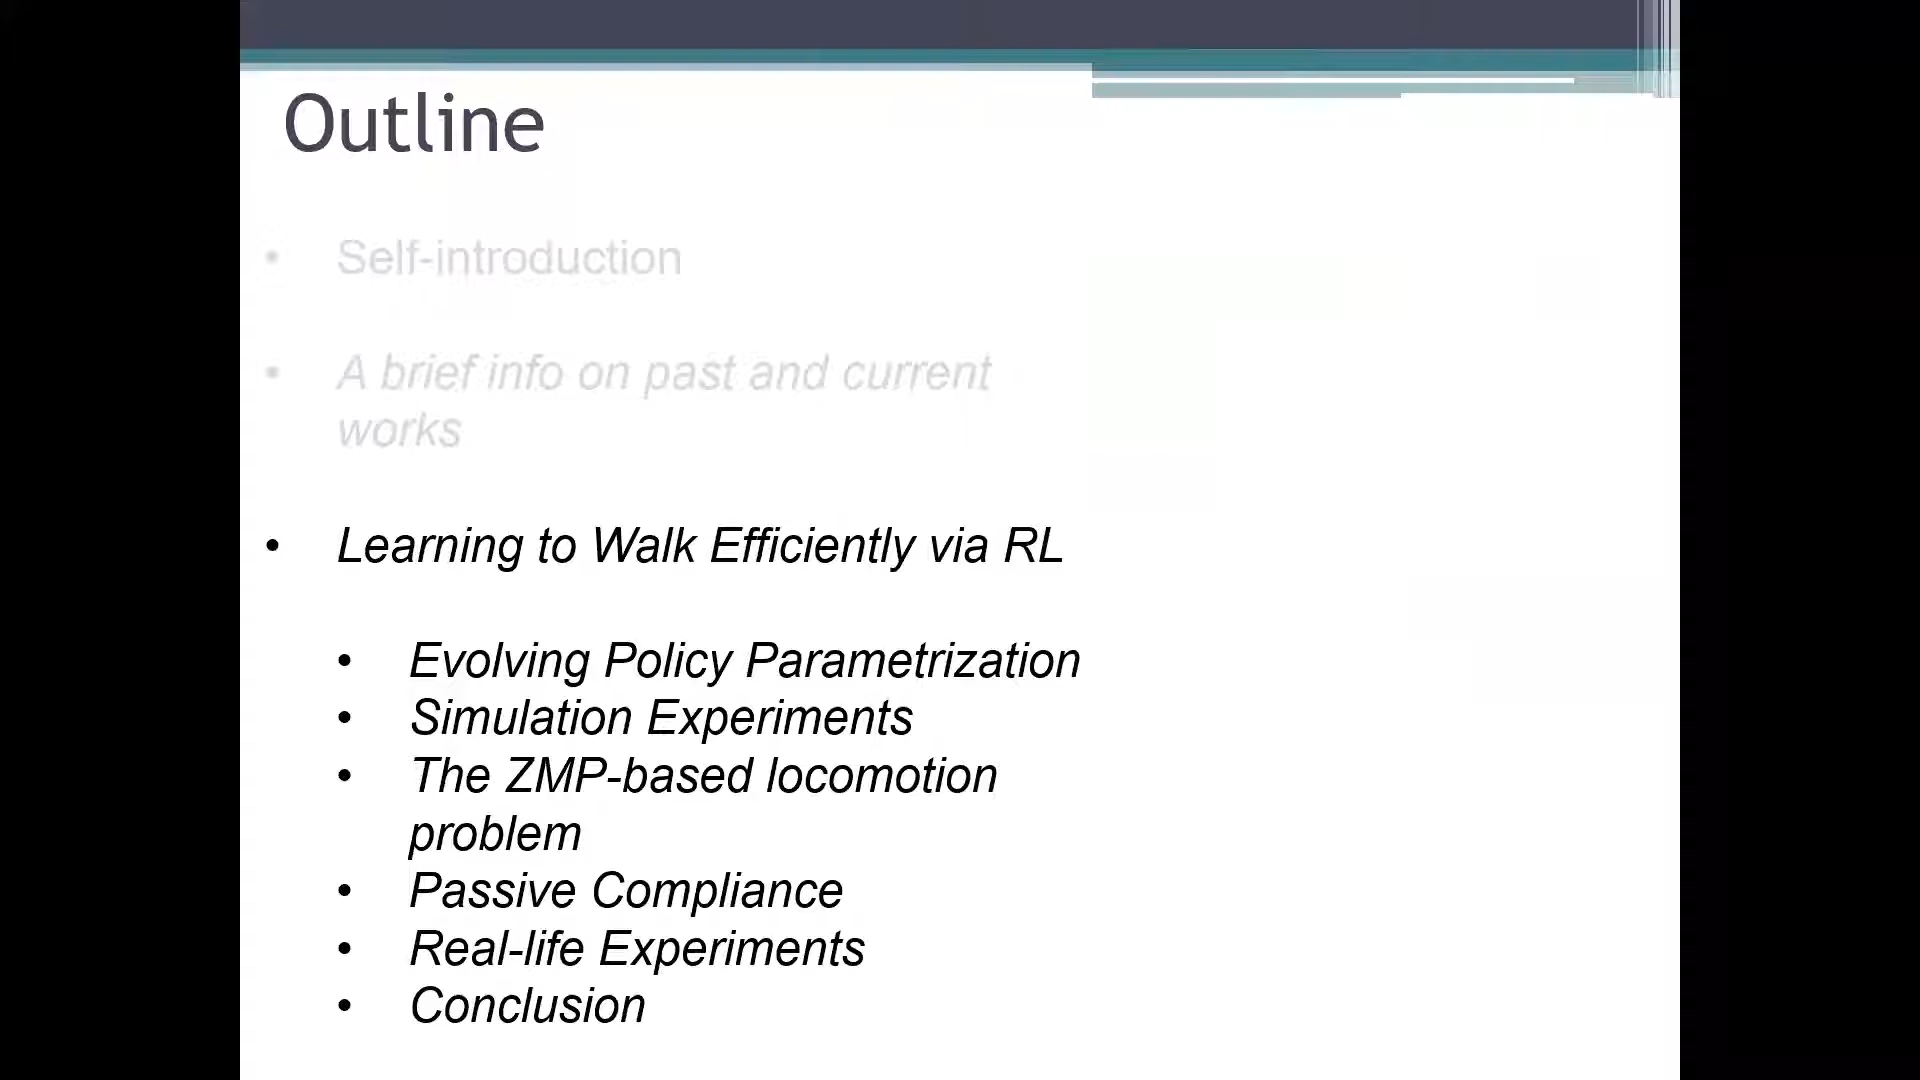 Outline
• Self-introduction
• A brief info on past and current
works
• Learning to Walk Efficiently via RL
• Evolving Policy Parametrization
• Simulation Experiments
• The ZMP-based locomotion
problem
• Passive Compliance
• Real-life Experiments
• Conclusion